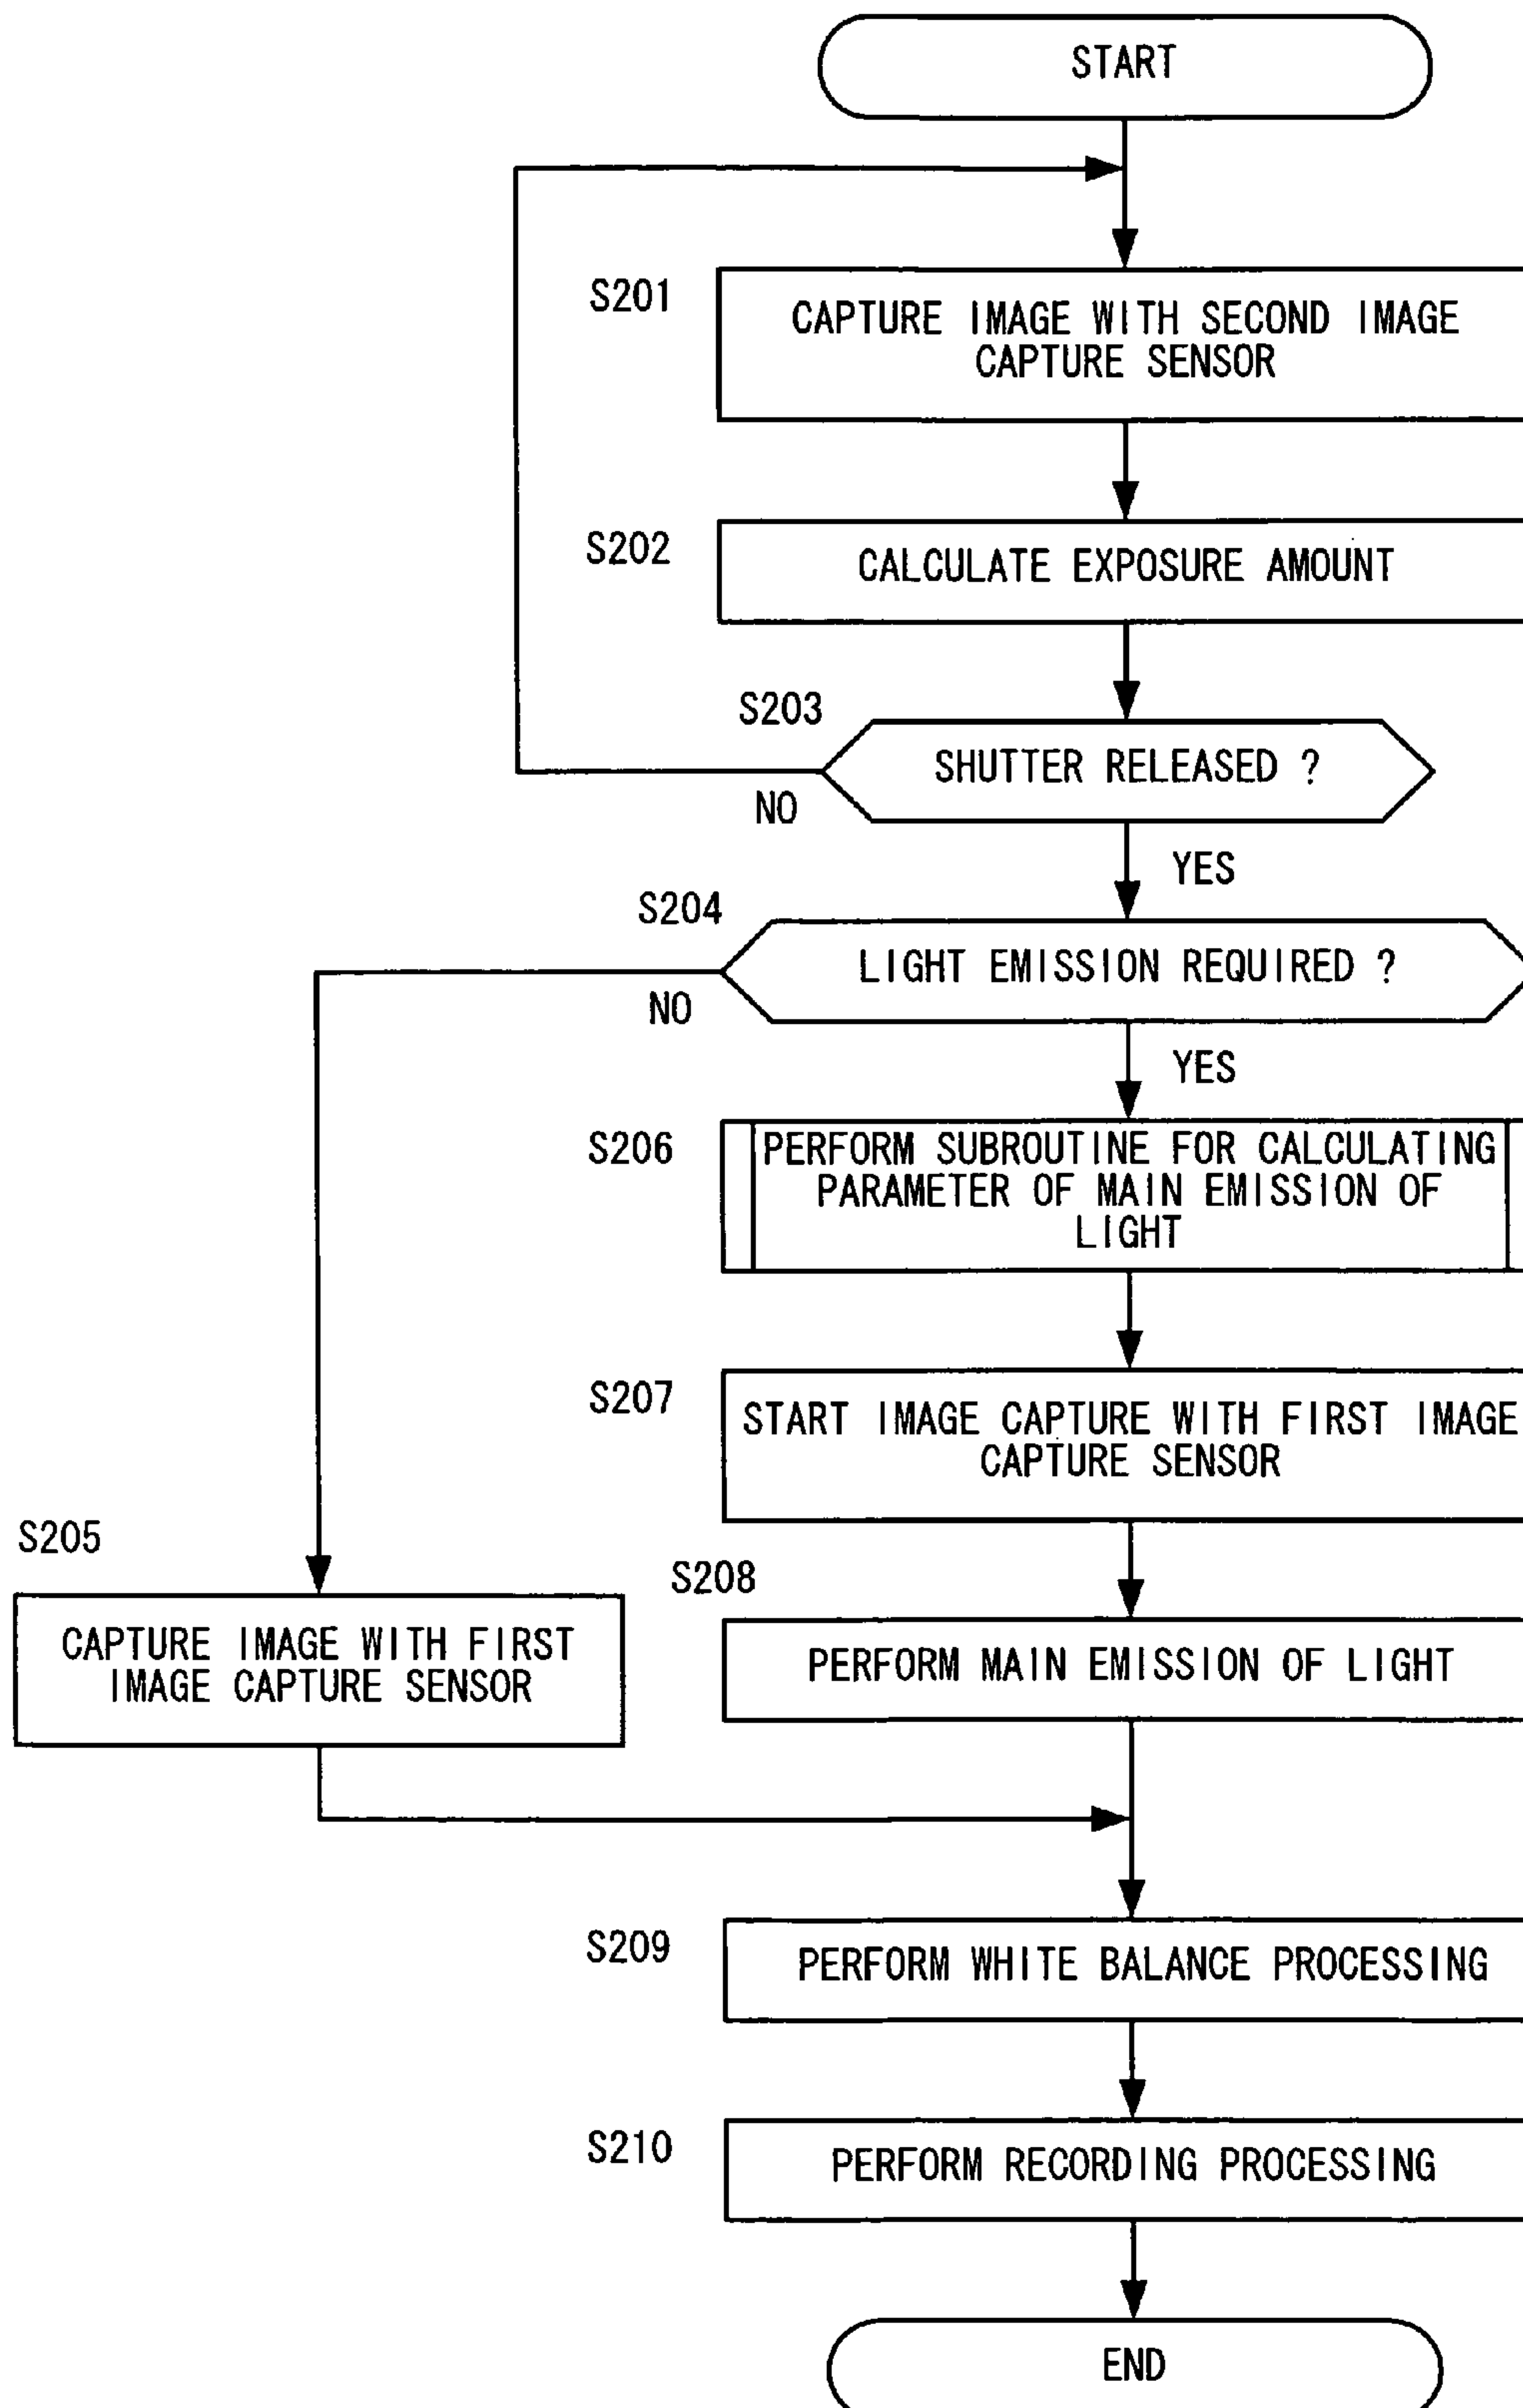 START
S201
CAPTURE IMAGE WITH SECOND IMAGE
CAPTURE SENSOR
S202
CALCULATE EXPOSURE AMOUNT
S203
SHUTTER RELEASED ?
NO
YES
S204
LIGHT EMISSION REQUIRED ?
NO
YES
S206
PERFORM SUBROUTINE FOR CALCULATING
PARAMETER OF MAIN EMISSION OF
LIGHT
S207
START IMAGE CAPTURE WITH FIRST IMAGE
CAPTURE SENSOR
S205
CAPTURE IMAGE WITH FIRST
IMAGE CAPTURE SENSOR
S208
PERFORM MAIN EMISSION OF LIGHT
S209
PERFORM WHITE BALANCE PROCESSING
S210
PERFORM RECORDING PROCESSING
END